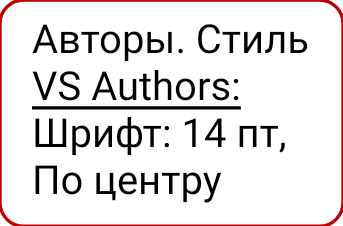 Авторы. Стиль
VS Authors:
Шрифт: 14 пт,
По центру